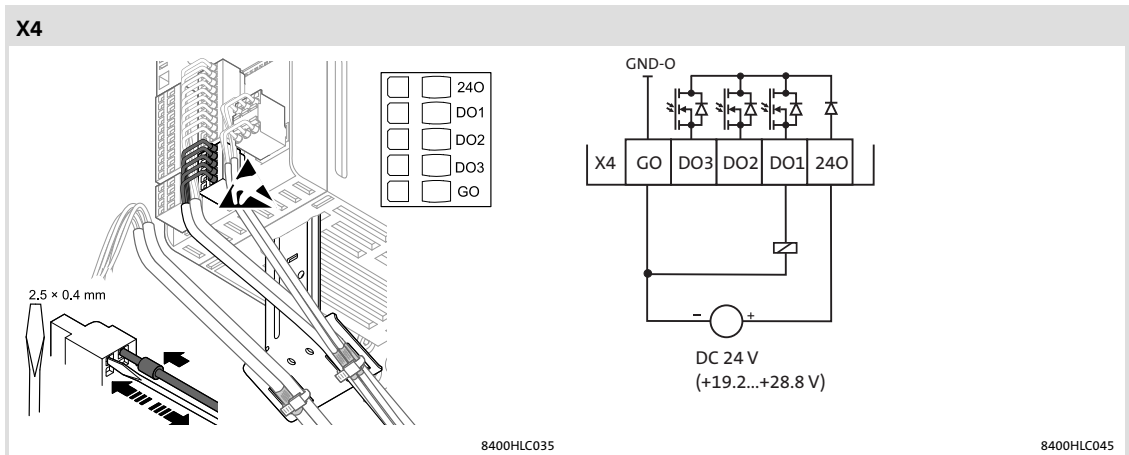 X4
24O
DO1
DO2
DO3
GO
2.5 × 0.4 mm
8400HLC035
GND-O
X4 GO DO3 DO2 DO1 24O
− +
DC 24 V
(+19.2...+28.8 V)
8400HLC045